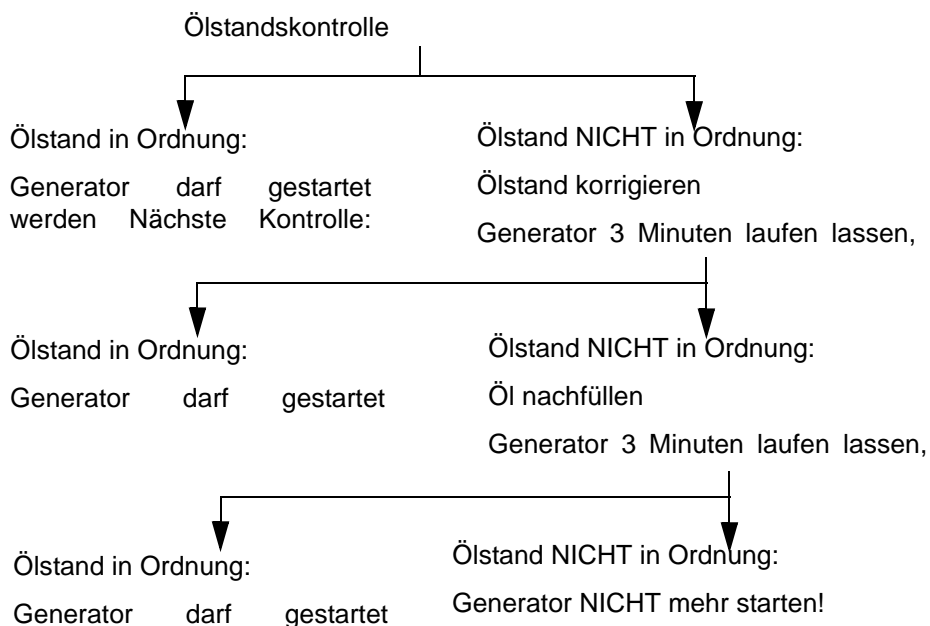 Ölstandskontrolle
Ölstand in Ordnung:
Generator darf gestartet
werden Nächste Kontrolle:
Ölstand NICHT in Ordnung:
Ölstand korrigieren
Generator 3 Minuten laufen lassen,
Ölstand in Ordnung:
Generator darf gestartet
Ölstand NICHT in Ordnung:
Öl nachfüllen
Generator 3 Minuten laufen lassen,
Ölstand in Ordnung:
Generator darf gestartet
Ölstand NICHT in Ordnung:
Generator NICHT mehr starten!